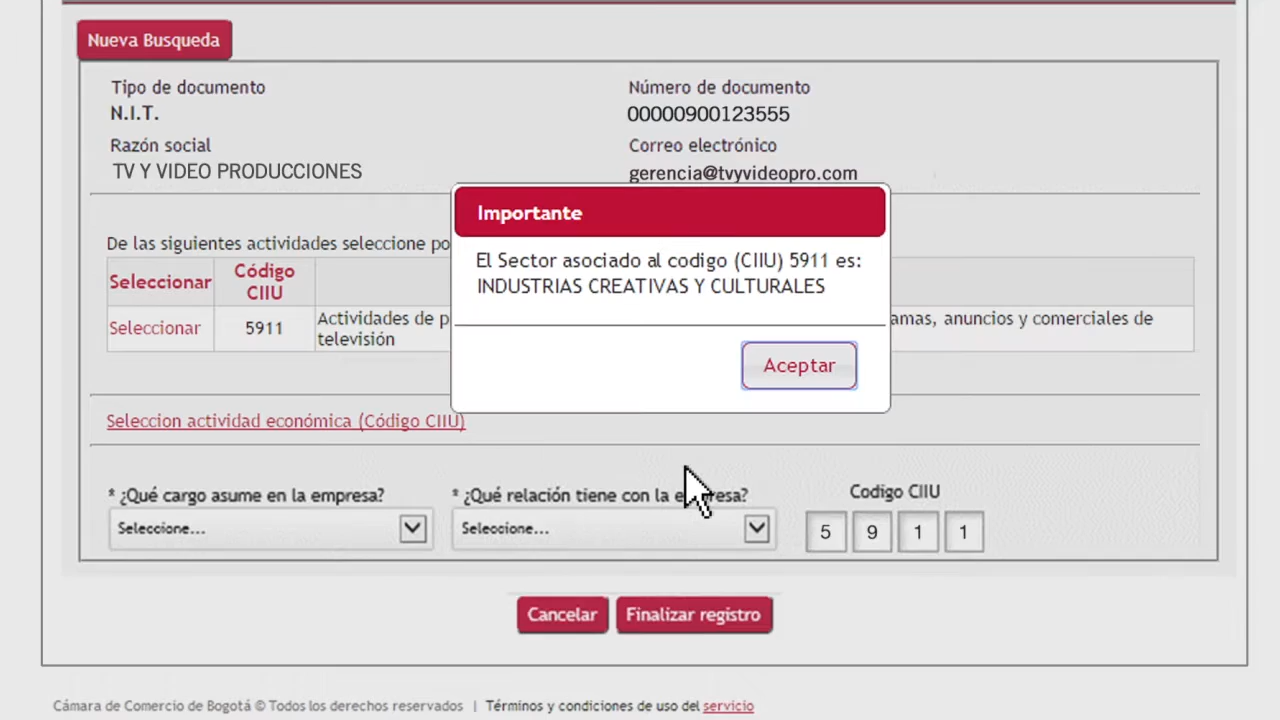 Nueva Busqueda
Tipo de documento
Número de documento
N.I.T.
00000900123555
Razón social
Correo electrónico
TV Y VIDEO PRODUCCIONES
gerencia@tvyvideopro.com
Importante
El Sector asociado al codigo (CIIU) 5911 es:
INDUSTRIAS CREATIVAS Y CULTURALES
Aceptar
De las siguientes actividades seleccione
Seleccionar
Código
CIIU
Seleccionar
5911
Actividades de
anuncios y comerciales de
televisión
Seleccion actividad económica (Código CIIU)
* ¿Qué cargo asume en la empresa?
* ¿Qué relación tiene con la empresa?
Codigo CIIU
Seleccione...
Seleccione...
5 9 1 1
Cancelar
Finalizar registro
Cámara de Comercio de Bogotá © Todos los derechos reservados | Términos y condiciones de uso del servicio